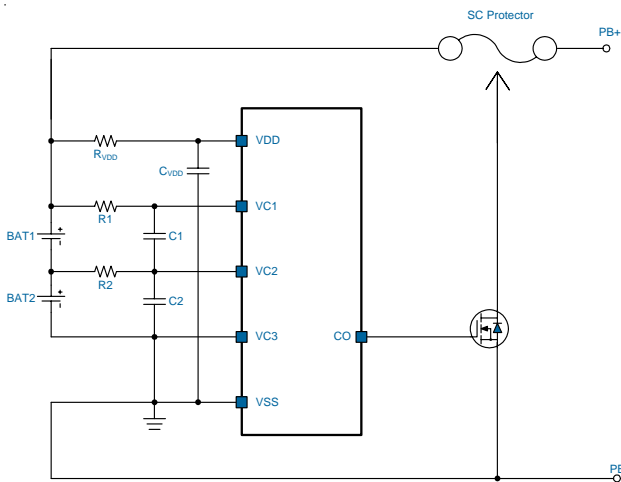 SC Protector
PB+
VDD
RVDD
CVDD
VC1
R1
BAT1
C1
VC2
R2
BAT2
C2
VC3
CO
VSS